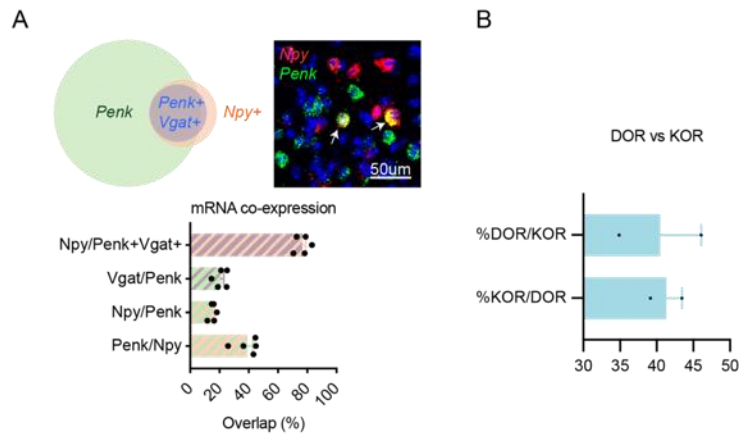 A
Penk
Penk+
Vgat+
Npy+
Npy
Penk
50um
mRNA co-expression
Npy/Penk+Vgat+
Vgat/Penk
Npy/Penk
Penk/Npy
0
20
40
60
80
100
Overlap (%)
B
DOR vs KOR
%DOR/KOR
%KOR/DOR
30
35
40
45
50